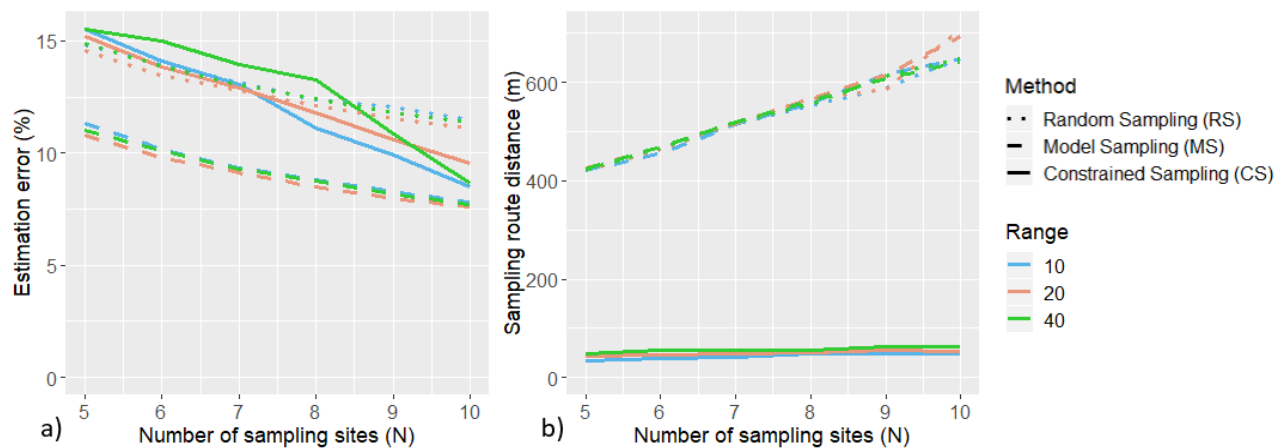 Estimation error (%)
15
10
5
0
5
6
7
8
9
10
a)
Number of sampling sites (N)
Sampling route distance (m)
600
400
200
0
5
6
7
8
9
10
b)
Number of sampling sites (N)
Method
Random Sampling (RS)
Model Sampling (MS)
Constrained Sampling (CS)
Range
10
20
40